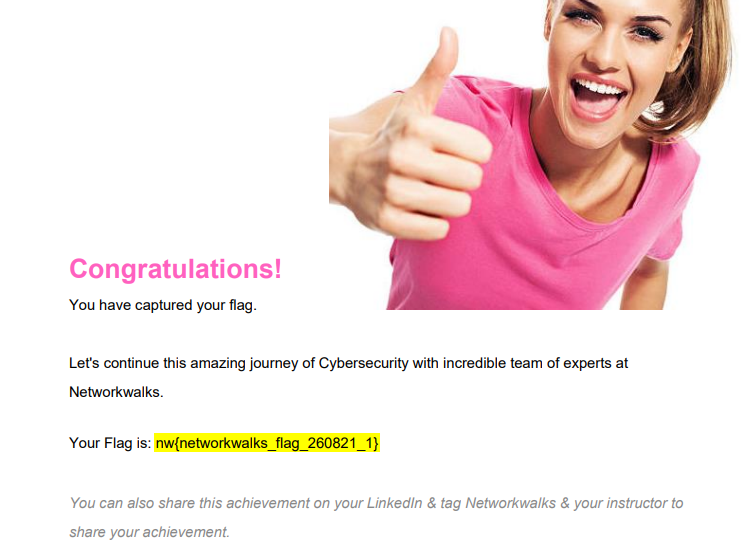 Congratulations!
You have captured your flag.
Let's continue this amazing journey of Cybersecurity with incredible team of experts at
Networkwalks.
Your Flag is: nw{networkwalks_flag_260821_1}
You can also share this achievement on your LinkedIn & tag Networkwalks & your instructor to
share your achievement.